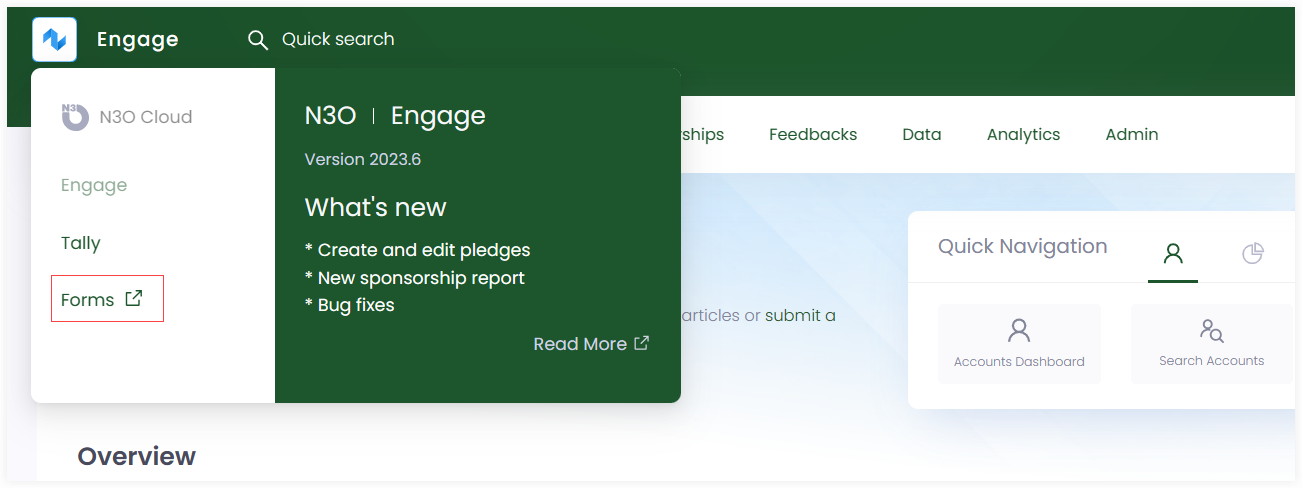 Engage
Quick search
N3O Cloud
Engage
Tally
Forms
N3O | Engage
Version 2023.6
What's new
* Create and edit pledges
* New sponsorship report
* Bug fixes
Read More
ships Feedbacks Data Analytics Admin
articles or submit a
Quick Navigation
Accounts Dashboard
Search Accounts
Overview